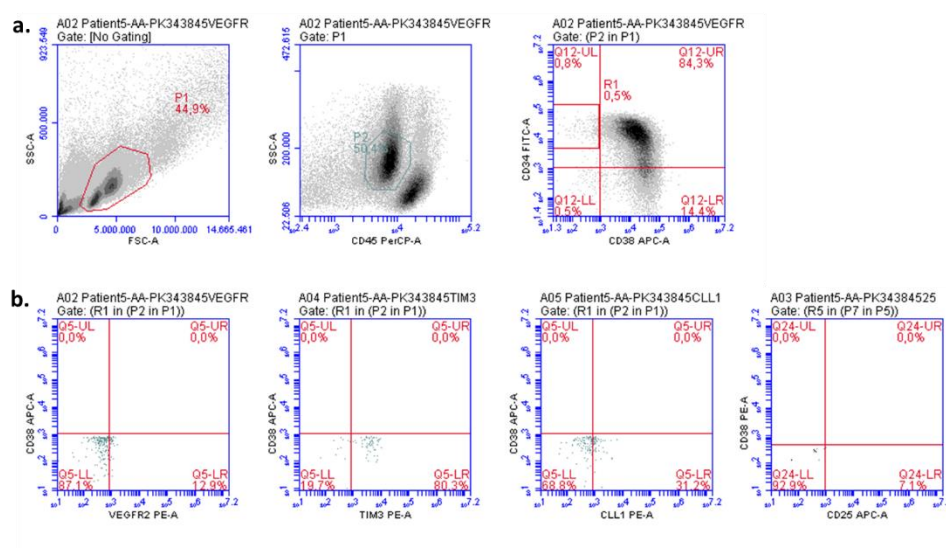 a.
A02 Patient5-AA-PK343845VEGFR
Gate: [No Gating]
923.549
500.000
0
SSC-A
P1
44,9%
0
5.000.000
10.000.000
14.665.461
FSC-A
A02 Patient5-AA-PK343845VEGFR
Gate: P1
472.615
200.000
SSC-A
P2
CD45 PerCP-A
A02 Patient5-AA-PK343845VEGFR
Gate: (P2 in P1)
Q12-UL
0,8%
Q12-UR
84,3%
R1
0,5%
Q12-LL
0,5%
Q12-LR
14.4%
CD34 FITC-A
CD38 APC-A
b.
A02 Patient5-AA-PK343845VEGFR
Gate: (R1 in (P2 in P1))
Q5-UL
0,0%
Q5-UR
0,0%
Q5-LL
87.1%
Q5-LR
12.9%
CD38 APC-A
VEGFR2 PE-A
A04 Patient5-AA-PK343845TIM3
Gate: (R1 in (P2 in P1))
Q5-UL
0,0%
Q5-UR
0,0%
Q5-LL
19.7%
Q5-LR
80.3%
CD38 APC-A
TIM3 PE-A
A05 Patient5-AA-PK343845CLL1
Gate: (R1 in (P2 in P1))
Q5-UL
0,0%
Q5-UR
0,0%
Q5-LL
68.8%
Q5-LR
31.2%
CD38 APC-A
CLL1 PE-A
A03 Patient5-AA-PK34384525
Gate: (R5 in (P7 in P5))
Q24-UL
0,0%
Q24-UR
0,0%
Q24-LL
92.9%
Q24-LR
7.1%
CD38 PE-A
CD25 APC-A